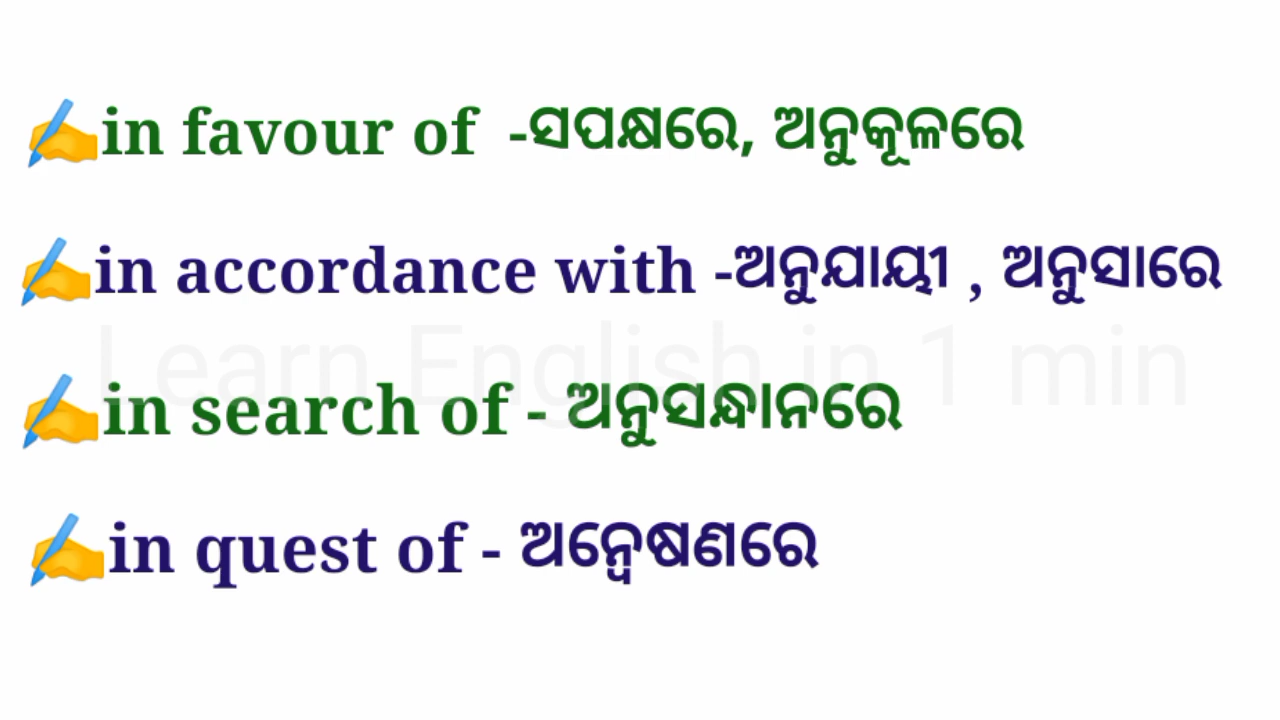 ✍️in favour of -ସପକ୍ଷରେ, ଅନୁକୂଳରେ
✍️in accordance with -ଅନୁଯାୟୀ , ଅନୁସାରେ
Learn English in 1 min
✍️in search of - ଅନୁସନ୍ଧାନରେ
✍️in quest of - ଅନ୍ଵେଷଣରେ